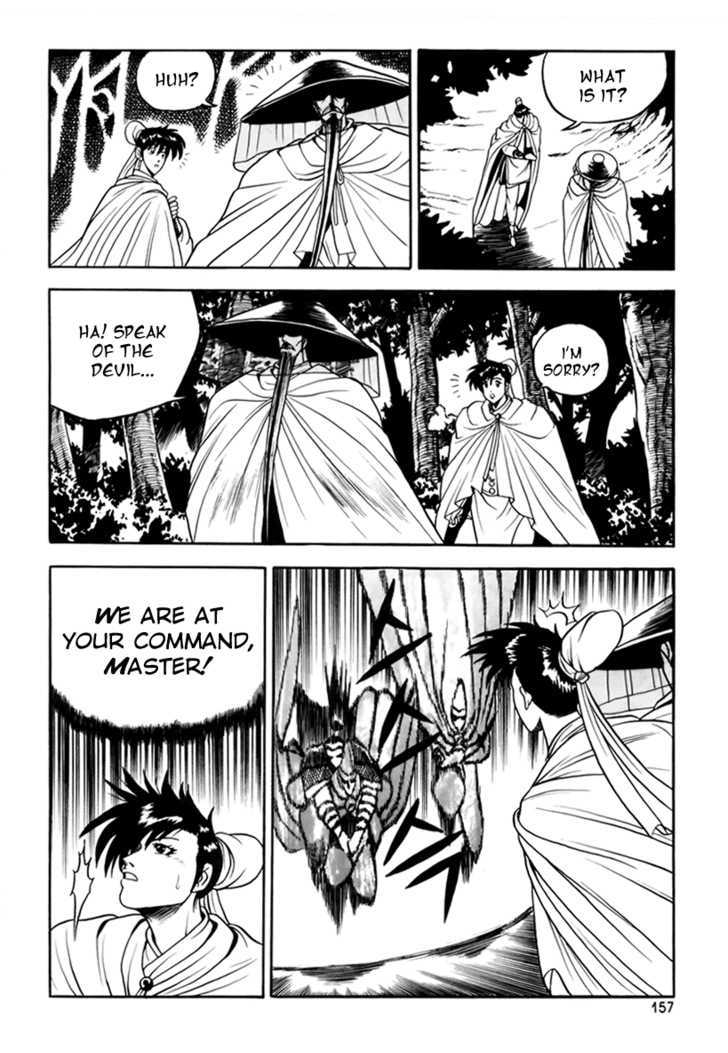 HUH?
WHAT
IS IT?
HA! SPEAK
OF THE
DEVIL...
I'M
SORRY?
WE ARE AT
YOUR COMMAND,
MASTER!
157